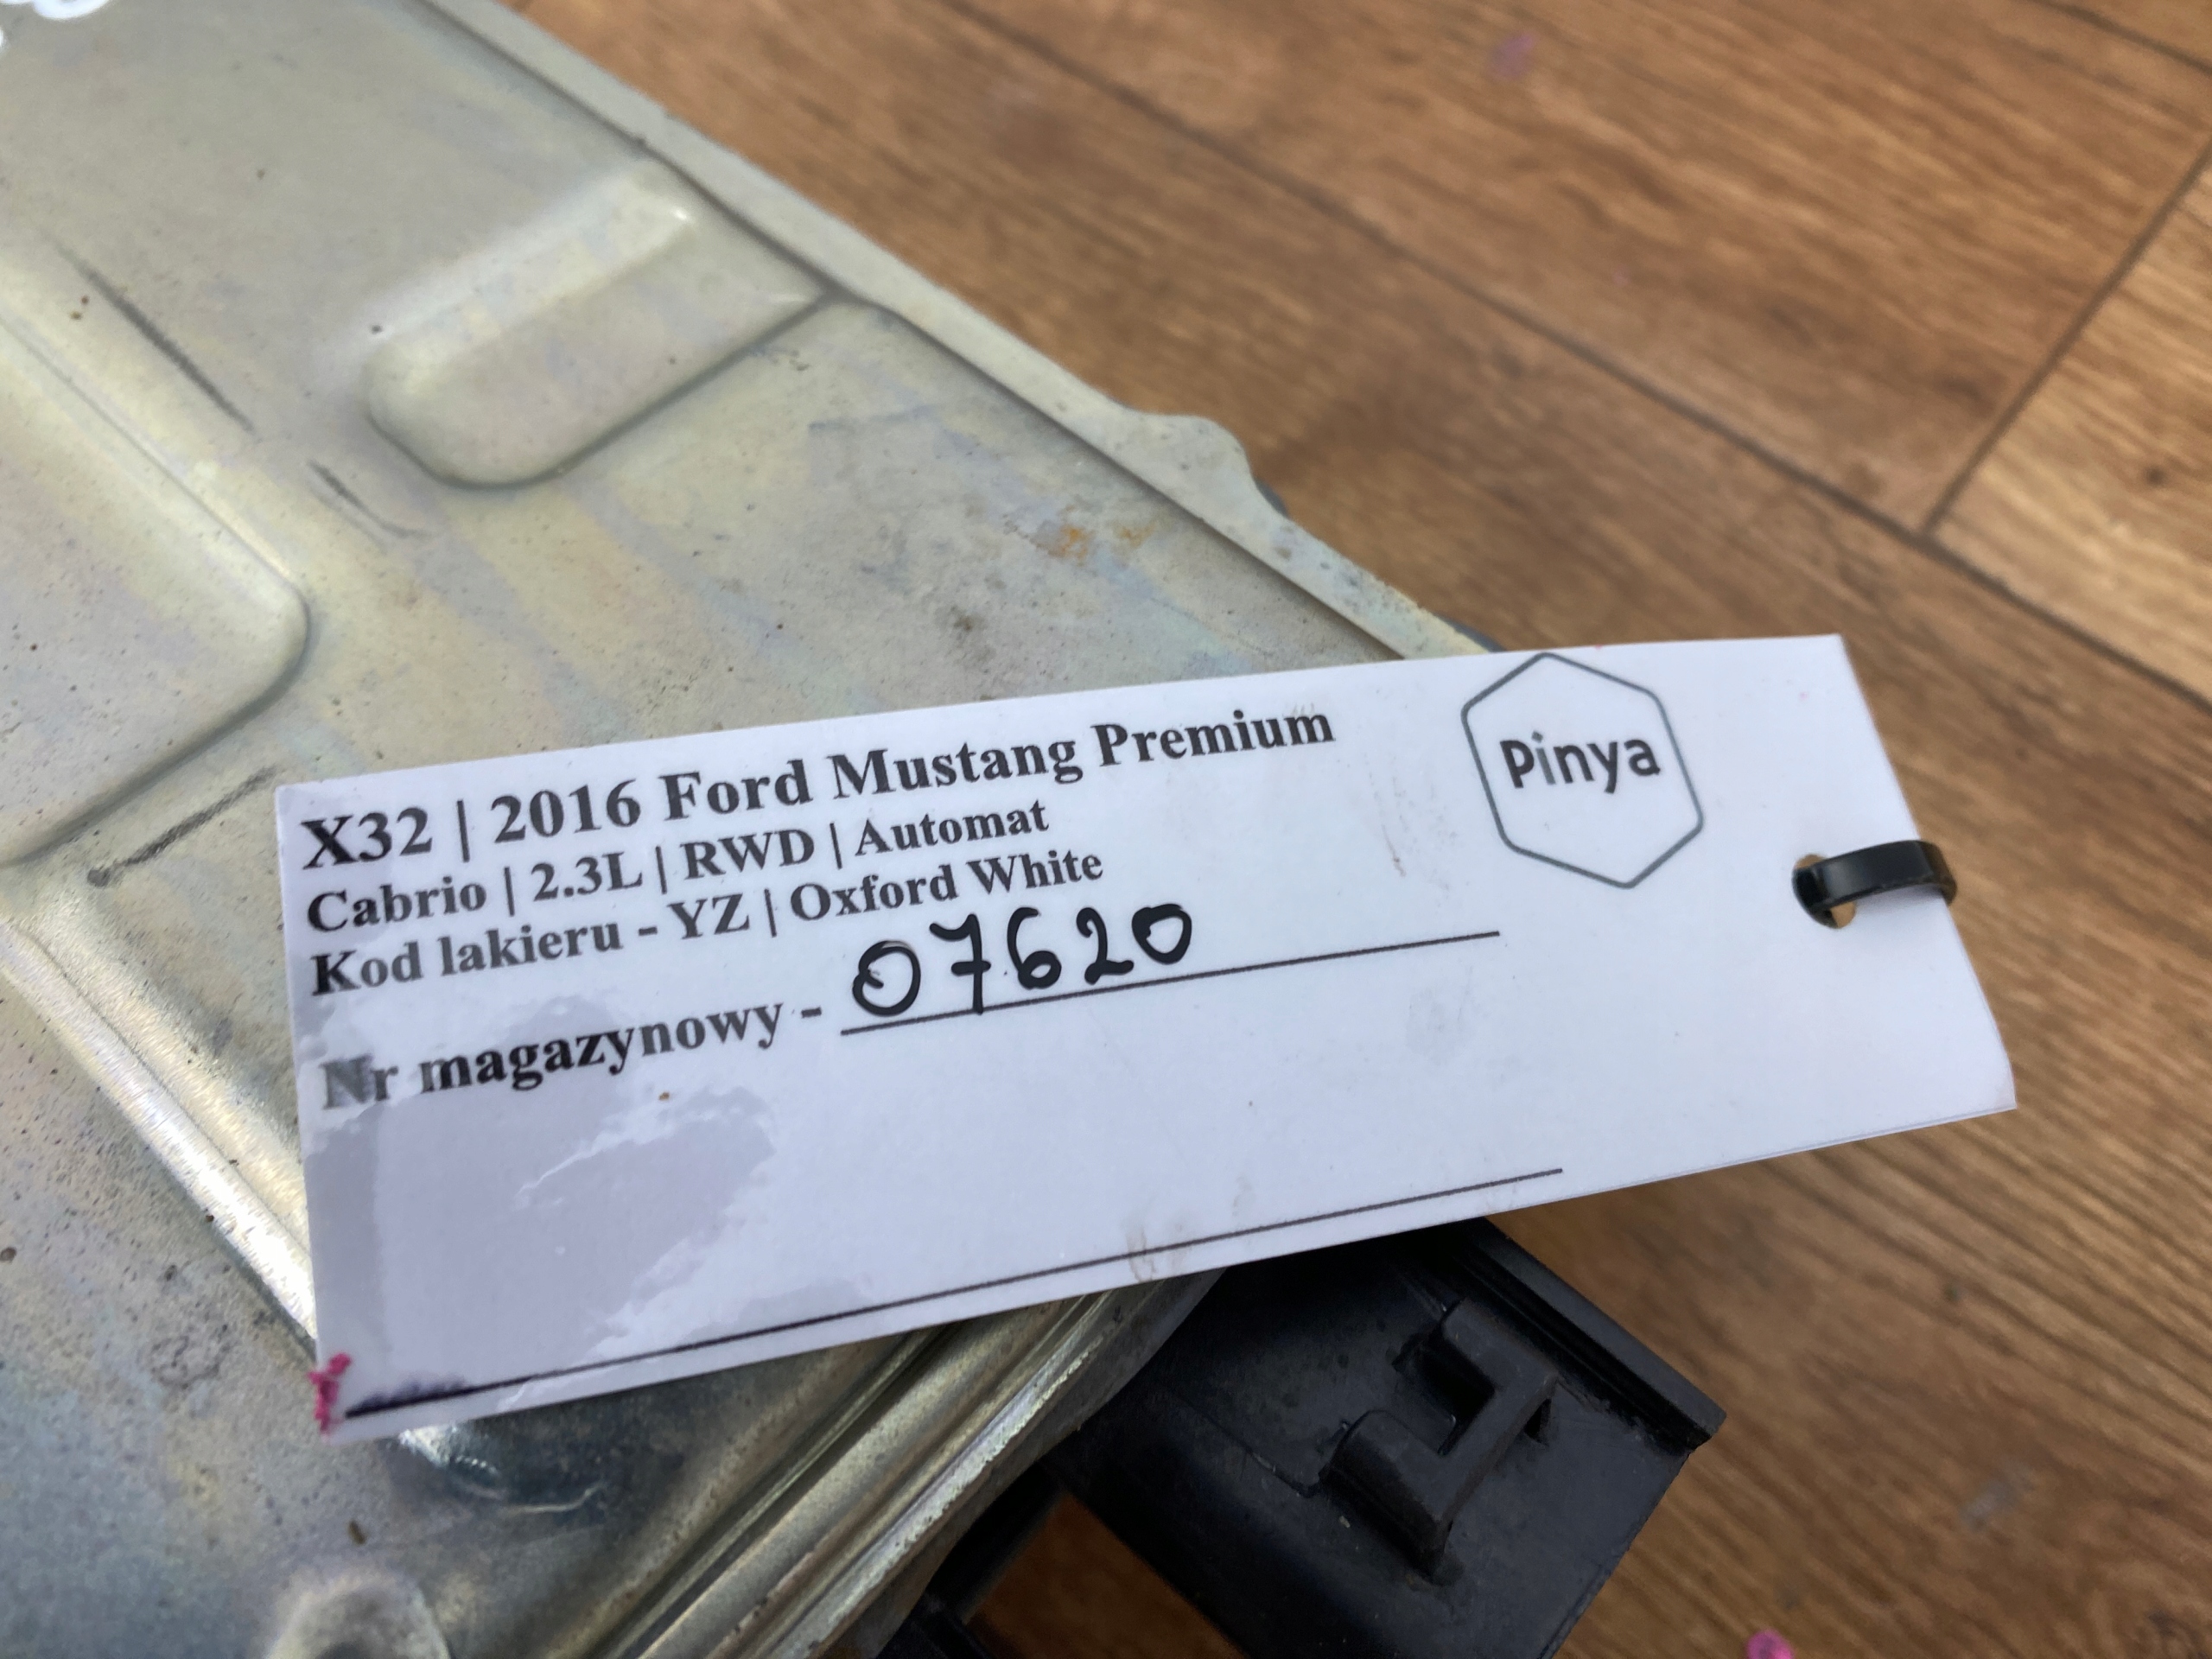 X32 | 2016 Ford Mustang Premium
Cabrio | 2.3L | RWD | Automat
Kod lakieru - YZ | Oxford White
Nr magazynowy - 07620
Pinya